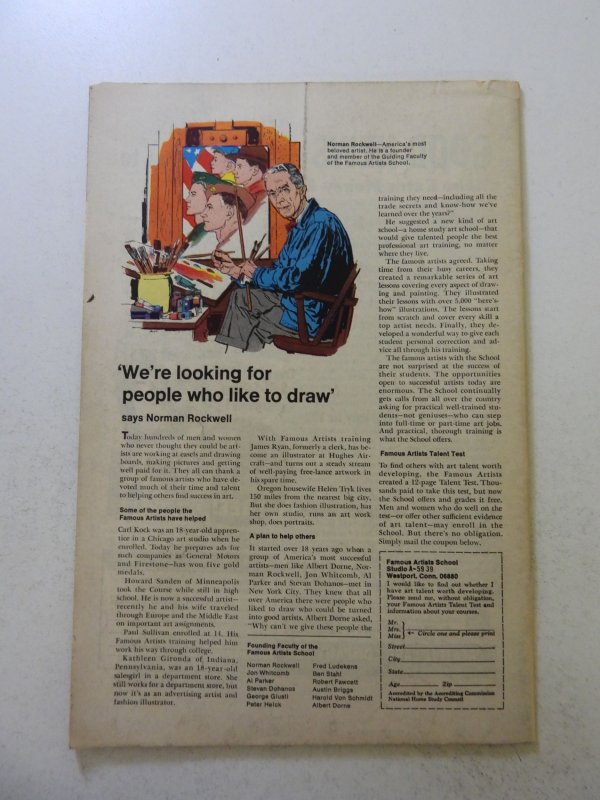 Norman Rockwell—America's most
beloved artist. He is a founder
and member of the Guiding Faculty
of the Famous Artists School.
'We're looking for
people who like to draw'
says Norman Rockwell
Today hundreds of men and women
who never thought they could be art-
ists are working at easels and drawing
boards, making pictures and getting
well paid for it. They all can thank a
group of famous artists who have de-
voted much of their time and talent
to helping others find success in art.
Some of the people the
Famous Artists have helped
Carl Kock was an 18-year-old appren-
tice in a Chicago art studio when he
enrolled. Today he prepares ads for
such companies as General Motors
and Firestone—has won five gold
medals.
Howard Sanden of Minneapolis
took the Course while still in high
school. He is now a successful artist—
recently he and his wife traveled
through Europe and the Middle East
on important art assignments.
Paul Sullivan enrolled at 14. His
Famous Artists training helped him
work his way through college.
Kathleen Gironda of Indiana,
Pennsylvania, was an 18-year-old
salesgirl in a department store. She
still works for a department store, but
now it's as an advertising artist and
fashion illustrator.
With Famous Artists training
James Ryan, formerly a clerk, has be-
come an illustrator at Hughes Air-
craft—and turns out a steady stream
of well-paying free-lance artwork in
his spare time.
Oregon housewife Helen Tryk lives
150 miles from the nearest big city.
But she does fashion illustration, has
her own studio, runs an art work
shop, does portraits.
A plan to help others
It started over 18 years ago when a
group of America's most successful
artists—men like Albert Dorne, Nor-
man Rockwell, Jon Whitcomb, Al
Parker and Stevan Dohanos—met in
New York City. They knew that all
over America there were people who
liked to draw who could be turned
into good artists. Albert Dorne asked,
"Why can't we give these people the
Founding Faculty of the
Famous Artists School
Norman Rockwell
Jon Whitcomb
Al Parker
Stevan Dohanos
George Giusti
Peter Helck
Fred Ludekens
Ben Stahl
Robert Fawcett
Austin Briggs
Harold Von Schmidt
Albert Dorne
training they need—including all the
trade secrets and know-how we've
learned over the years?"
He suggested a new kind of art
school—a home study art school—that
would give talented people the best
professional art training, no matter
where they live.
The famous artists agreed. Taking
time from their busy careers, they
created a remarkable series of art
lessons covering every aspect of draw-
ing and painting. They illustrated
their lessons with over 5,000 "here's-
how" illustrations. The lessons start
from scratch and cover every skill a
top artist needs. Finally, they de-
veloped a wonderful way to give each
student personal correction and ad-
vice all through his training.
The famous artists with the School
are not surprised at the success of
their students. The opportunities
open to successful artists today are
enormous. The School continually
gets calls from all over the country
asking for practical well-trained stu-
dents—not geniuses—who can step
into full-time or part-time art jobs.
And practical, thorough training is
what the School offers.
Famous Artists Talent Test
To find others with art talent worth
developing, the Famous Artists
created a 12-page Talent Test. Thou-
sands paid to take this test, but now
the School offers and grades it free.
Men and women who do well on the
test—or offer other sufficient evidence
of art talent—may enroll in the
School. But there's no obligation.
Simply mail the coupon below.
Famous Artists School
Studio A-5939
Westport, Conn. 06880
I would like to find out whether I
have art talent worth developing.
Please send me, without obligation,
your Famous Artists Talent Test and
information about your courses.
Mr.
Mrs.
Miss
← Circle one and please print
Street
City
State
Age Zip
Accredited by the Accrediting Commission
National Home Study Council